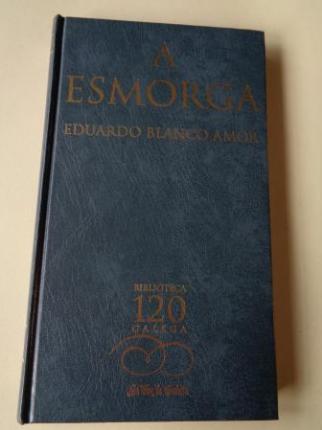 A
ESMORGA
EDUARDO BLANCO AMOR
BIBLIOTECA
120
GALEGA